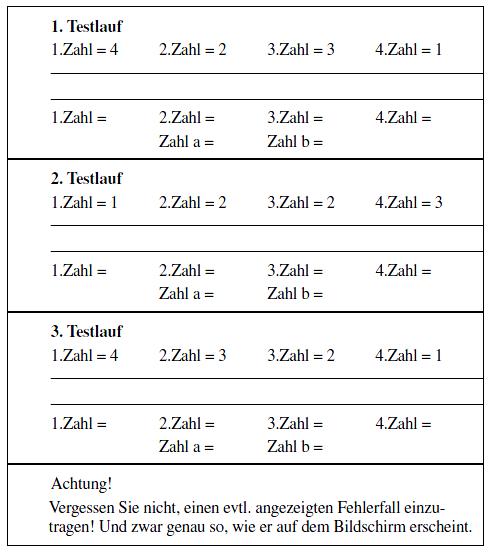 1. Testlauf
1.Zahl = 4 2.Zahl = 2 3.Zahl = 3 4.Zahl = 1
1.Zahl = 2.Zahl = 3.Zahl = 4.Zahl =
Zahl a = Zahl b =
2. Testlauf
1.Zahl = 1 2.Zahl = 2 3.Zahl = 2 4.Zahl = 3
1.Zahl = 2.Zahl = 3.Zahl = 4.Zahl =
Zahl a = Zahl b =
3. Testlauf
1.Zahl = 4 2.Zahl = 3 3.Zahl = 2 4.Zahl = 1
1.Zahl = 2.Zahl = 3.Zahl = 4.Zahl =
Zahl a = Zahl b =
Achtung!
Vergessen Sie nicht, einen evtl. angezeigten Fehlerfall einzu-
tragen! Und zwar genau so, wie er auf dem Bildschirm erscheint.